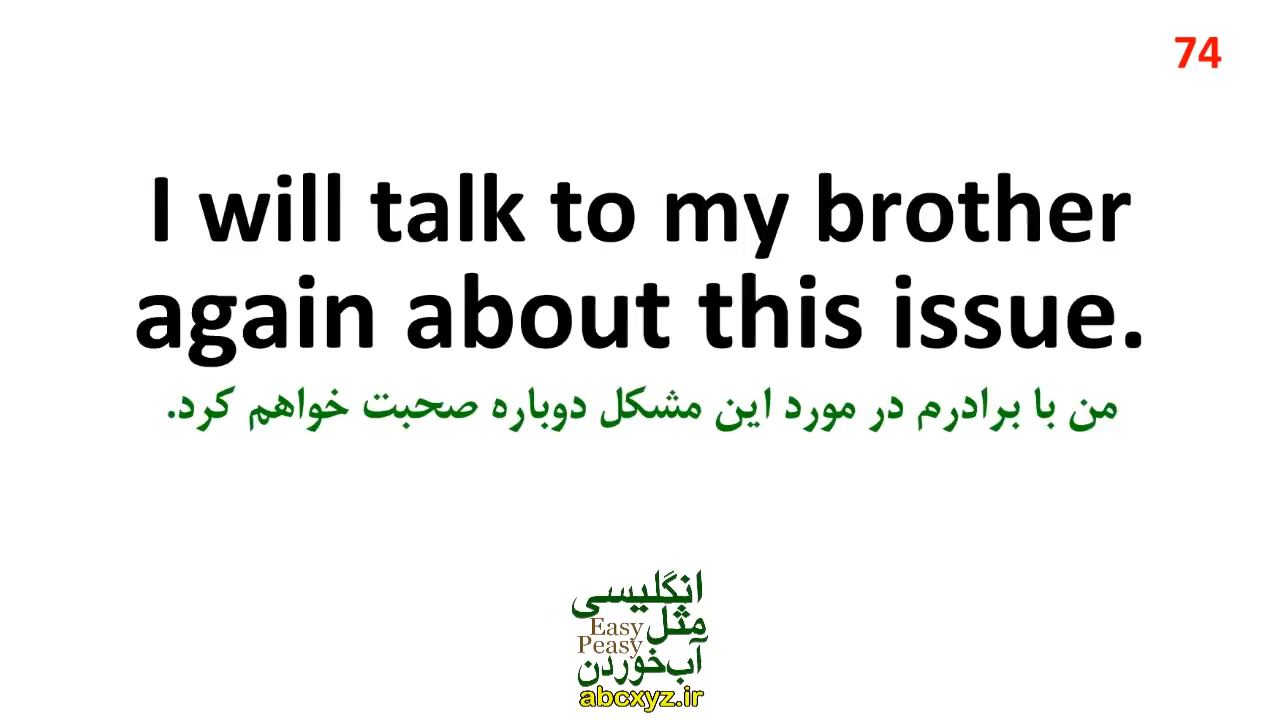 74
I will talk to my brother
again about this issue.
من با برادرم در مورد این مشکل دوباره صحبت خواهم کرد.
انگلیسی
مثل
Easy
Peasy
آب‌خوردن
abcxyz.ir